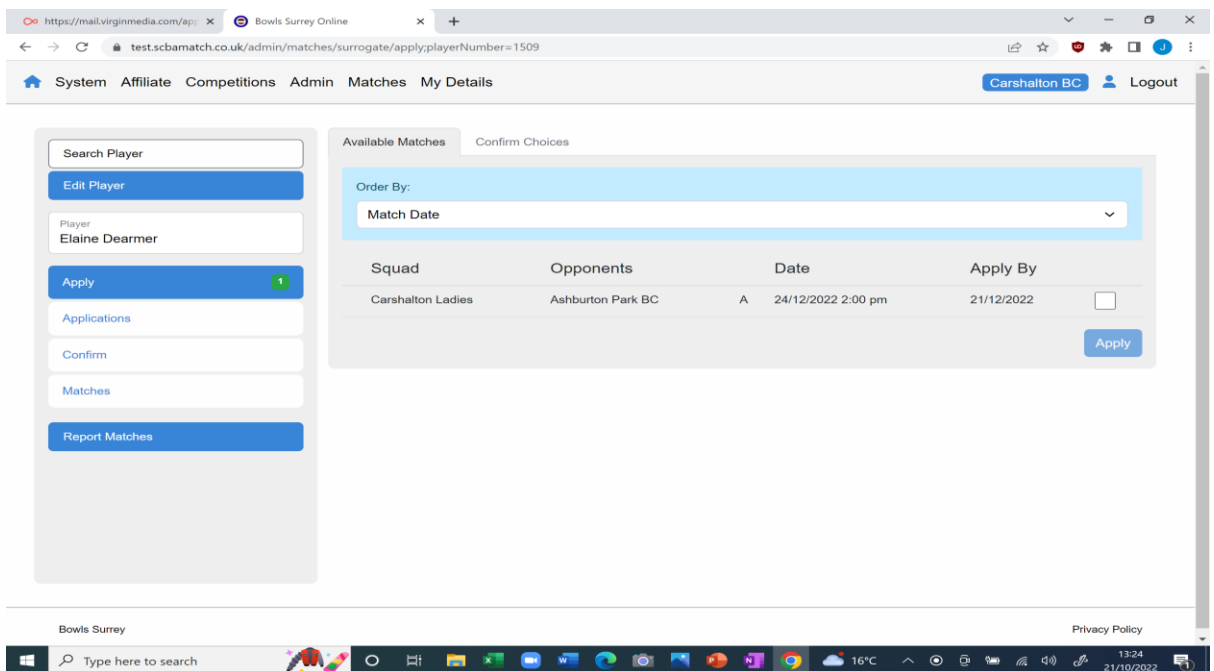 https://mail.virginmedia.com/app
Bowls Surrey Online
test.scbamatch.co.uk/admin/matches/surrogate/apply;playerNumber=1509
J
System Affiliate Competitions Admin Matches My Details
Carshalton BC Logout
Search Player
Edit Player
Player
Elaine Dearmer
Apply 1
Applications
Confirm
Matches
Report Matches
Available Matches Confirm Choices
Order By:
Match Date
Squad Opponents Date Apply By
Carshalton Ladies Ashburton Park BC A 24/12/2022 2:00 pm 21/12/2022
Apply
Bowls Surrey Privacy Policy
Type here to search
16°C
13:24
21/10/2022